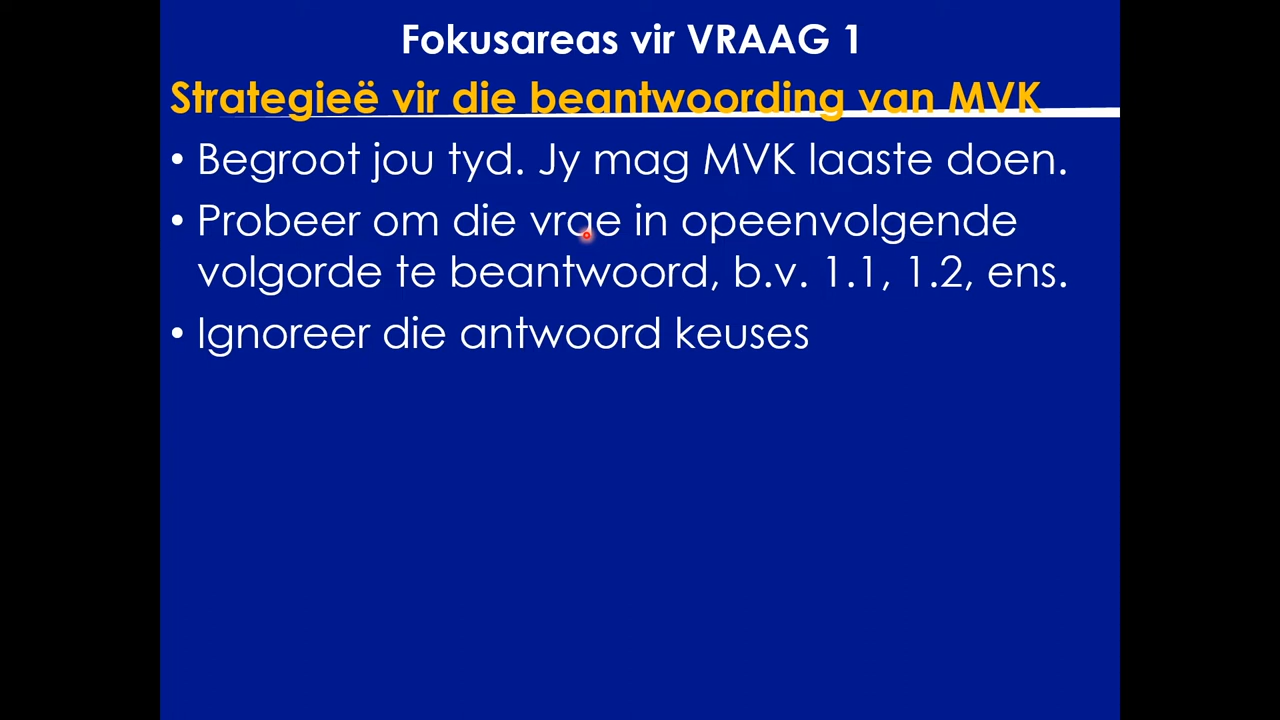 Fokusareas vir VRAAG 1
Strategieë vir die beantwoording van MVK
• Begroot jou tyd. Jy mag MVK laaste doen.
• Probeer om die vrae in opeenvolgende
volgorde te beantwoord, b.v. 1.1, 1.2, ens.
• Ignoreer die antwoord keuses